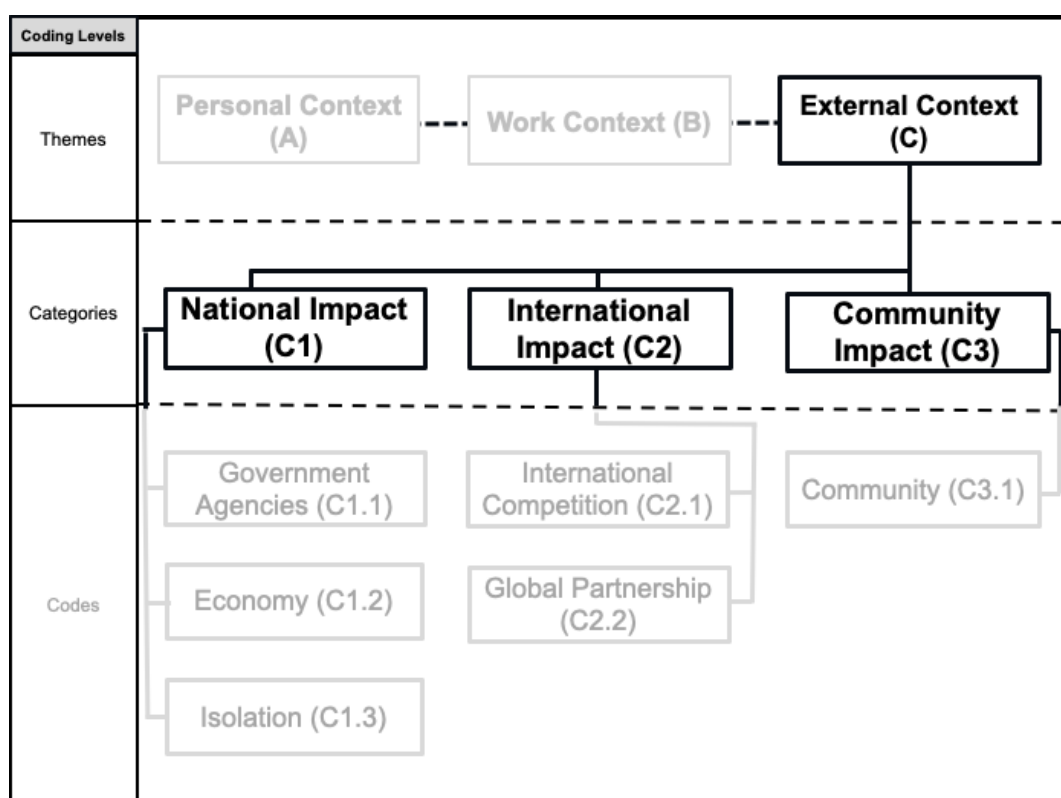 Coding Levels
Themes
Personal Context
(A)
Work Context (B)
External Context
(C)
Categories
National Impact
(C1)
International
Impact (C2)
Community
Impact (C3)
Codes
Government
Agencies (C1.1)
International
Competition (C2.1)
Community (C3.1)
Economy (C1.2)
Global Partnership
(C2.2)
Isolation (C1.3)